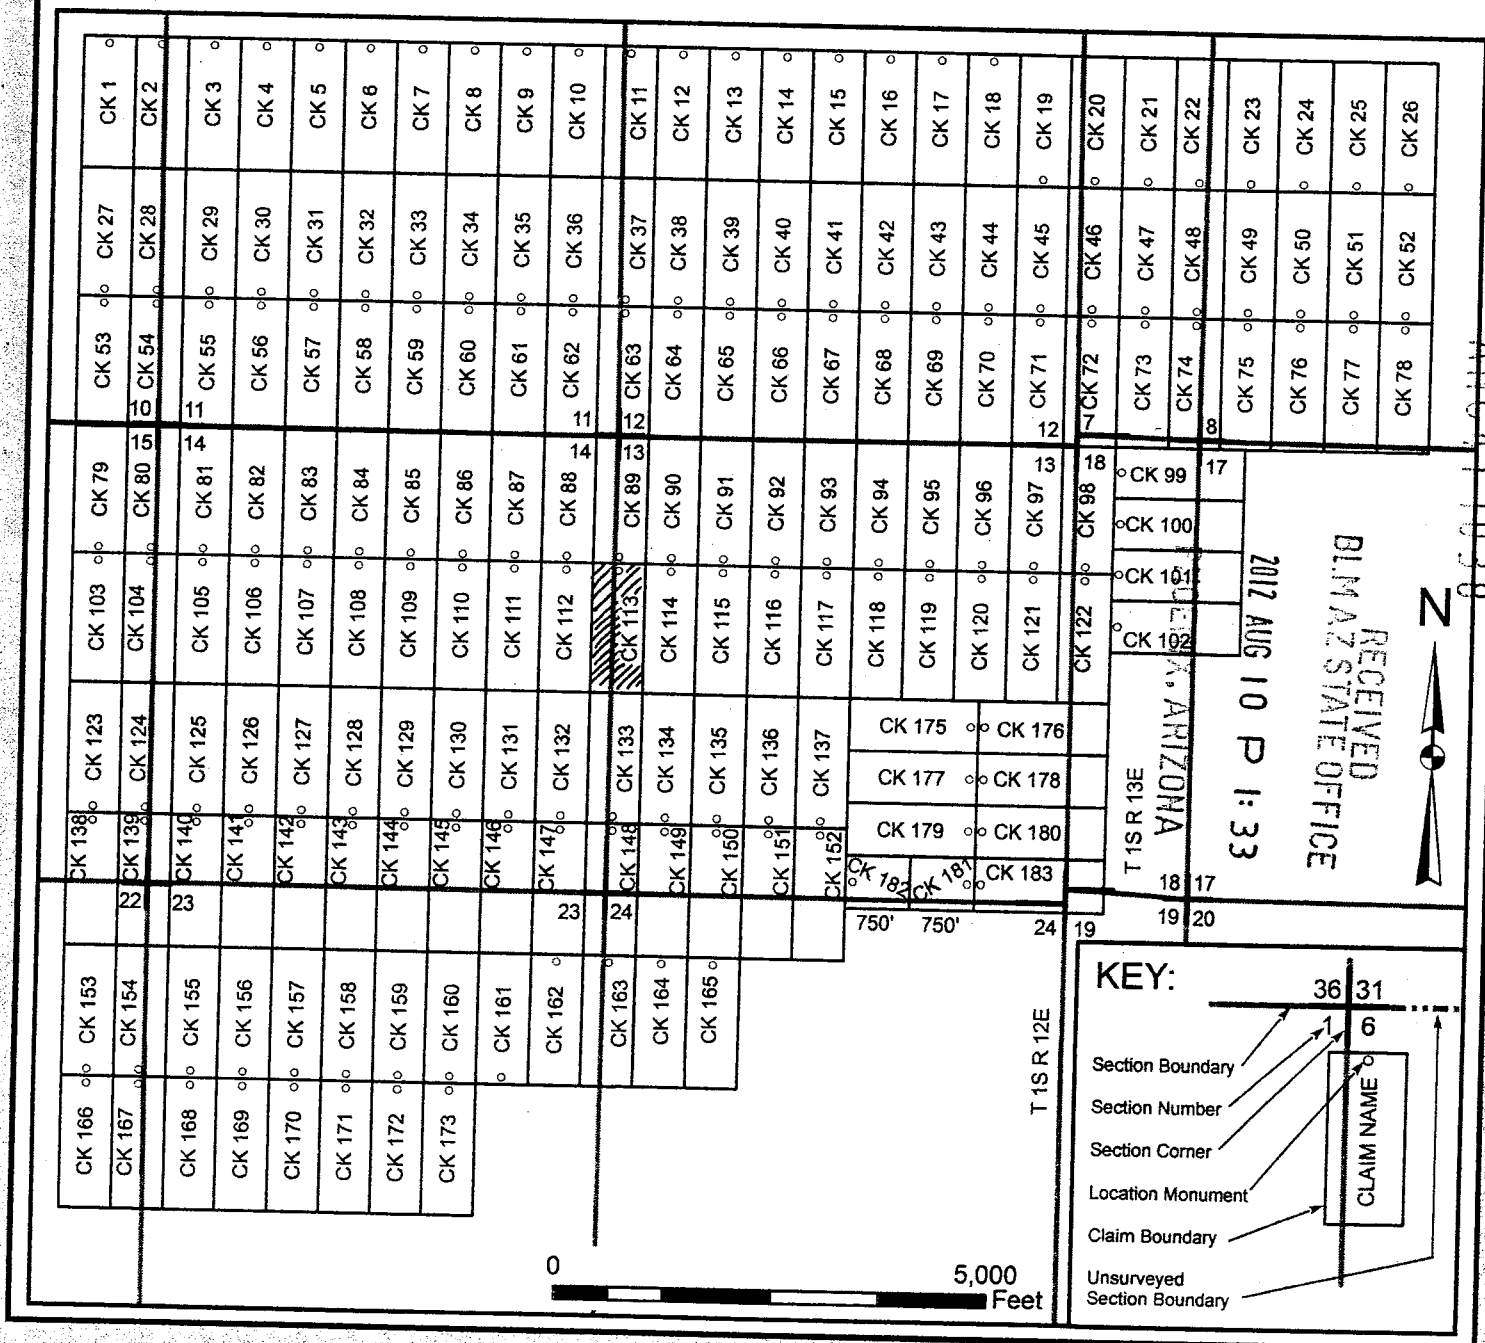 CK 1
CK 2
CK 3
CK 4
CK 5
CK 6
CK 7
CK 8
CK 9
CK 10
CK 11
CK 12
CK 13
CK 14
CK 15
CK 16
CK 17
CK 18
CK 19
CK 20
CK 21
CK 22
CK 23
CK 24
CK 25
CK 26
CK 27
CK 28
CK 29
CK 30
CK 31
CK 32
CK 33
CK 34
CK 35
CK 36
CK 37
CK 38
CK 39
CK 40
CK 41
CK 42
CK 43
CK 44
CK 45
CK 46
CK 47
CK 48
CK 49
CK 50
CK 51
CK 52
CK 53
CK 54
CK 55
CK 56
CK 57
CK 58
CK 59
CK 60
CK 61
CK 62
CK 63
CK 64
CK 65
CK 66
CK 67
CK 68
CK 69
CK 70
CK 71
CK 72
CK 73
CK 74
CK 75
CK 76
CK 77
CK 78
10 11
11 12
12 7
8
15 14
14 13
13 18
17
CK 79
CK 80
CK 81
CK 82
CK 83
CK 84
CK 85
CK 86
CK 87
CK 88
CK 89
CK 90
CK 91
CK 92
CK 93
CK 94
CK 95
CK 96
CK 97
CK 98
CK 99
CK 100
CK 101
CK 102
CK 103
CK 104
CK 105
CK 106
CK 107
CK 108
CK 109
CK 110
CK 111
CK 112
CK 113
CK 114
CK 115
CK 116
CK 117
CK 118
CK 119
CK 120
CK 121
CK 122
CK 123
CK 124
CK 125
CK 126
CK 127
CK 128
CK 129
CK 130
CK 131
CK 132
CK 133
CK 134
CK 135
CK 136
CK 137
CK 175
CK 176
CK 177
CK 178
CK 179
CK 180
CK 182
CK 181
CK 183
750'
750'
CK 138
CK 139
CK 140
CK 141
CK 142
CK 143
CK 144
CK 145
CK 146
CK 147
CK 148
CK 149
CK 150
CK 151
CK 152
22 23
23 24
24 19
18 17
19 20
CK 153
CK 154
CK 155
CK 156
CK 157
CK 158
CK 159
CK 160
CK 161
CK 162
CK 163
CK 164
CK 165
CK 166
CK 167
CK 168
CK 169
CK 170
CK 171
CK 172
CK 173
T 1S R 13E
T 1S R 12E
RECEIVED
BLM AZ STATE OFFICE
2012 AUG 10 P 1:33
ARIZONA
N
0
5,000
Feet
KEY:
36 31
1 6
Section Boundary
Section Number
Section Corner
Location Monument
Claim Boundary
Unsurveyed
Section Boundary
CLAIM NAME